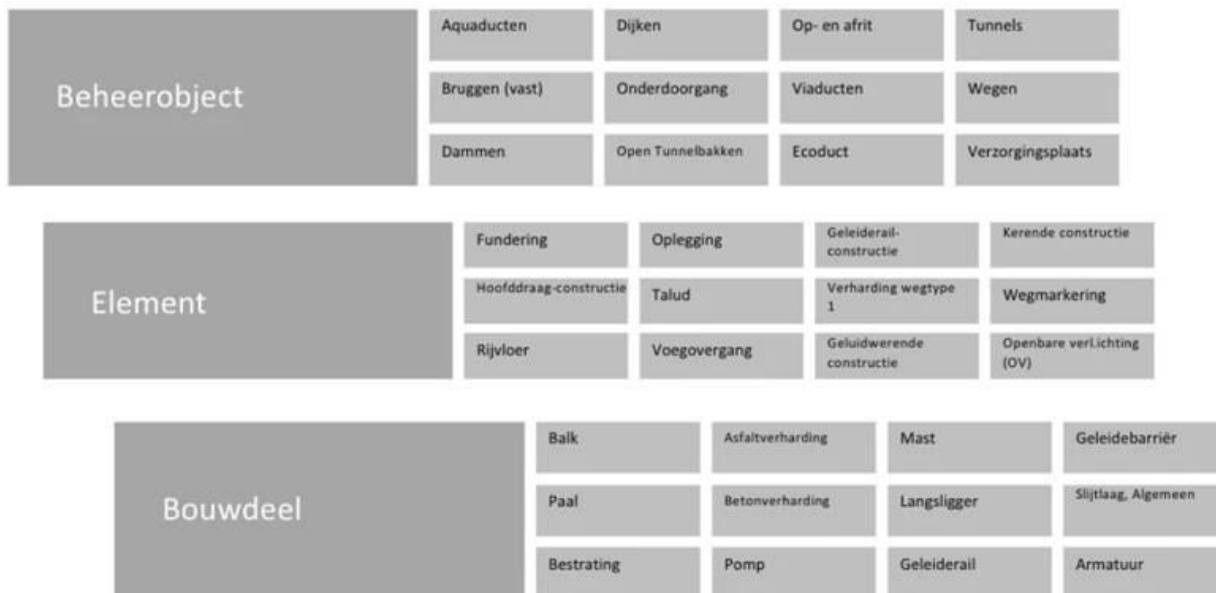 Beheerobject
Aquaducten
Dijken
Op- en afrit
Tunnels
Bruggen (vast)
Onderdoorgang
Viaducten
Wegen
Dammen
Open Tunnelbakken
Ecoduct
Verzorgingsplaats
Element
Fundering
Oplegging
Geleiderail-
constructie
Kerende constructie
Hoofddraag-constructie
Talud
Verharding wegtype
1
Wegmarkering
Rijvloer
Voegovergang
Geluidwerende
constructie
Openbare verl.ichting
(OV)
Bouwdeel
Balk
Asfaltverharding
Mast
Geleidebarriër
Paal
Betonverharding
Langsligger
Slijtlaag, Algemeen
Bestrating
Pomp
Geleiderail
Armatuur